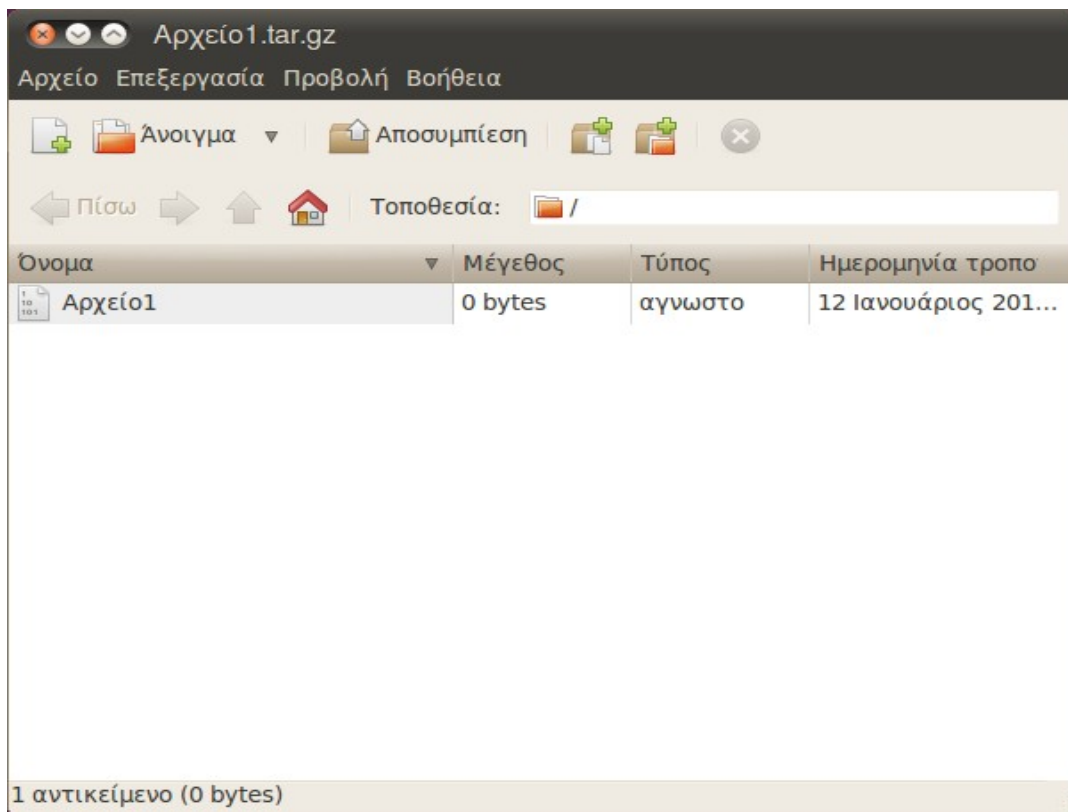 Αρχείο1.tar.gz
Αρχείο Επεξεργασία Προβολή Βοήθεια
Άνοιγμα Αποσυμπίεση
Πίσω Τοποθεσία: /
Όνομα Μέγεθος Τύπος Ημερομηνία τροπο
Αρχείο1 0 bytes αγνωστο 12 Ιανουάριος 201...
1 αντικείμενο (0 bytes)